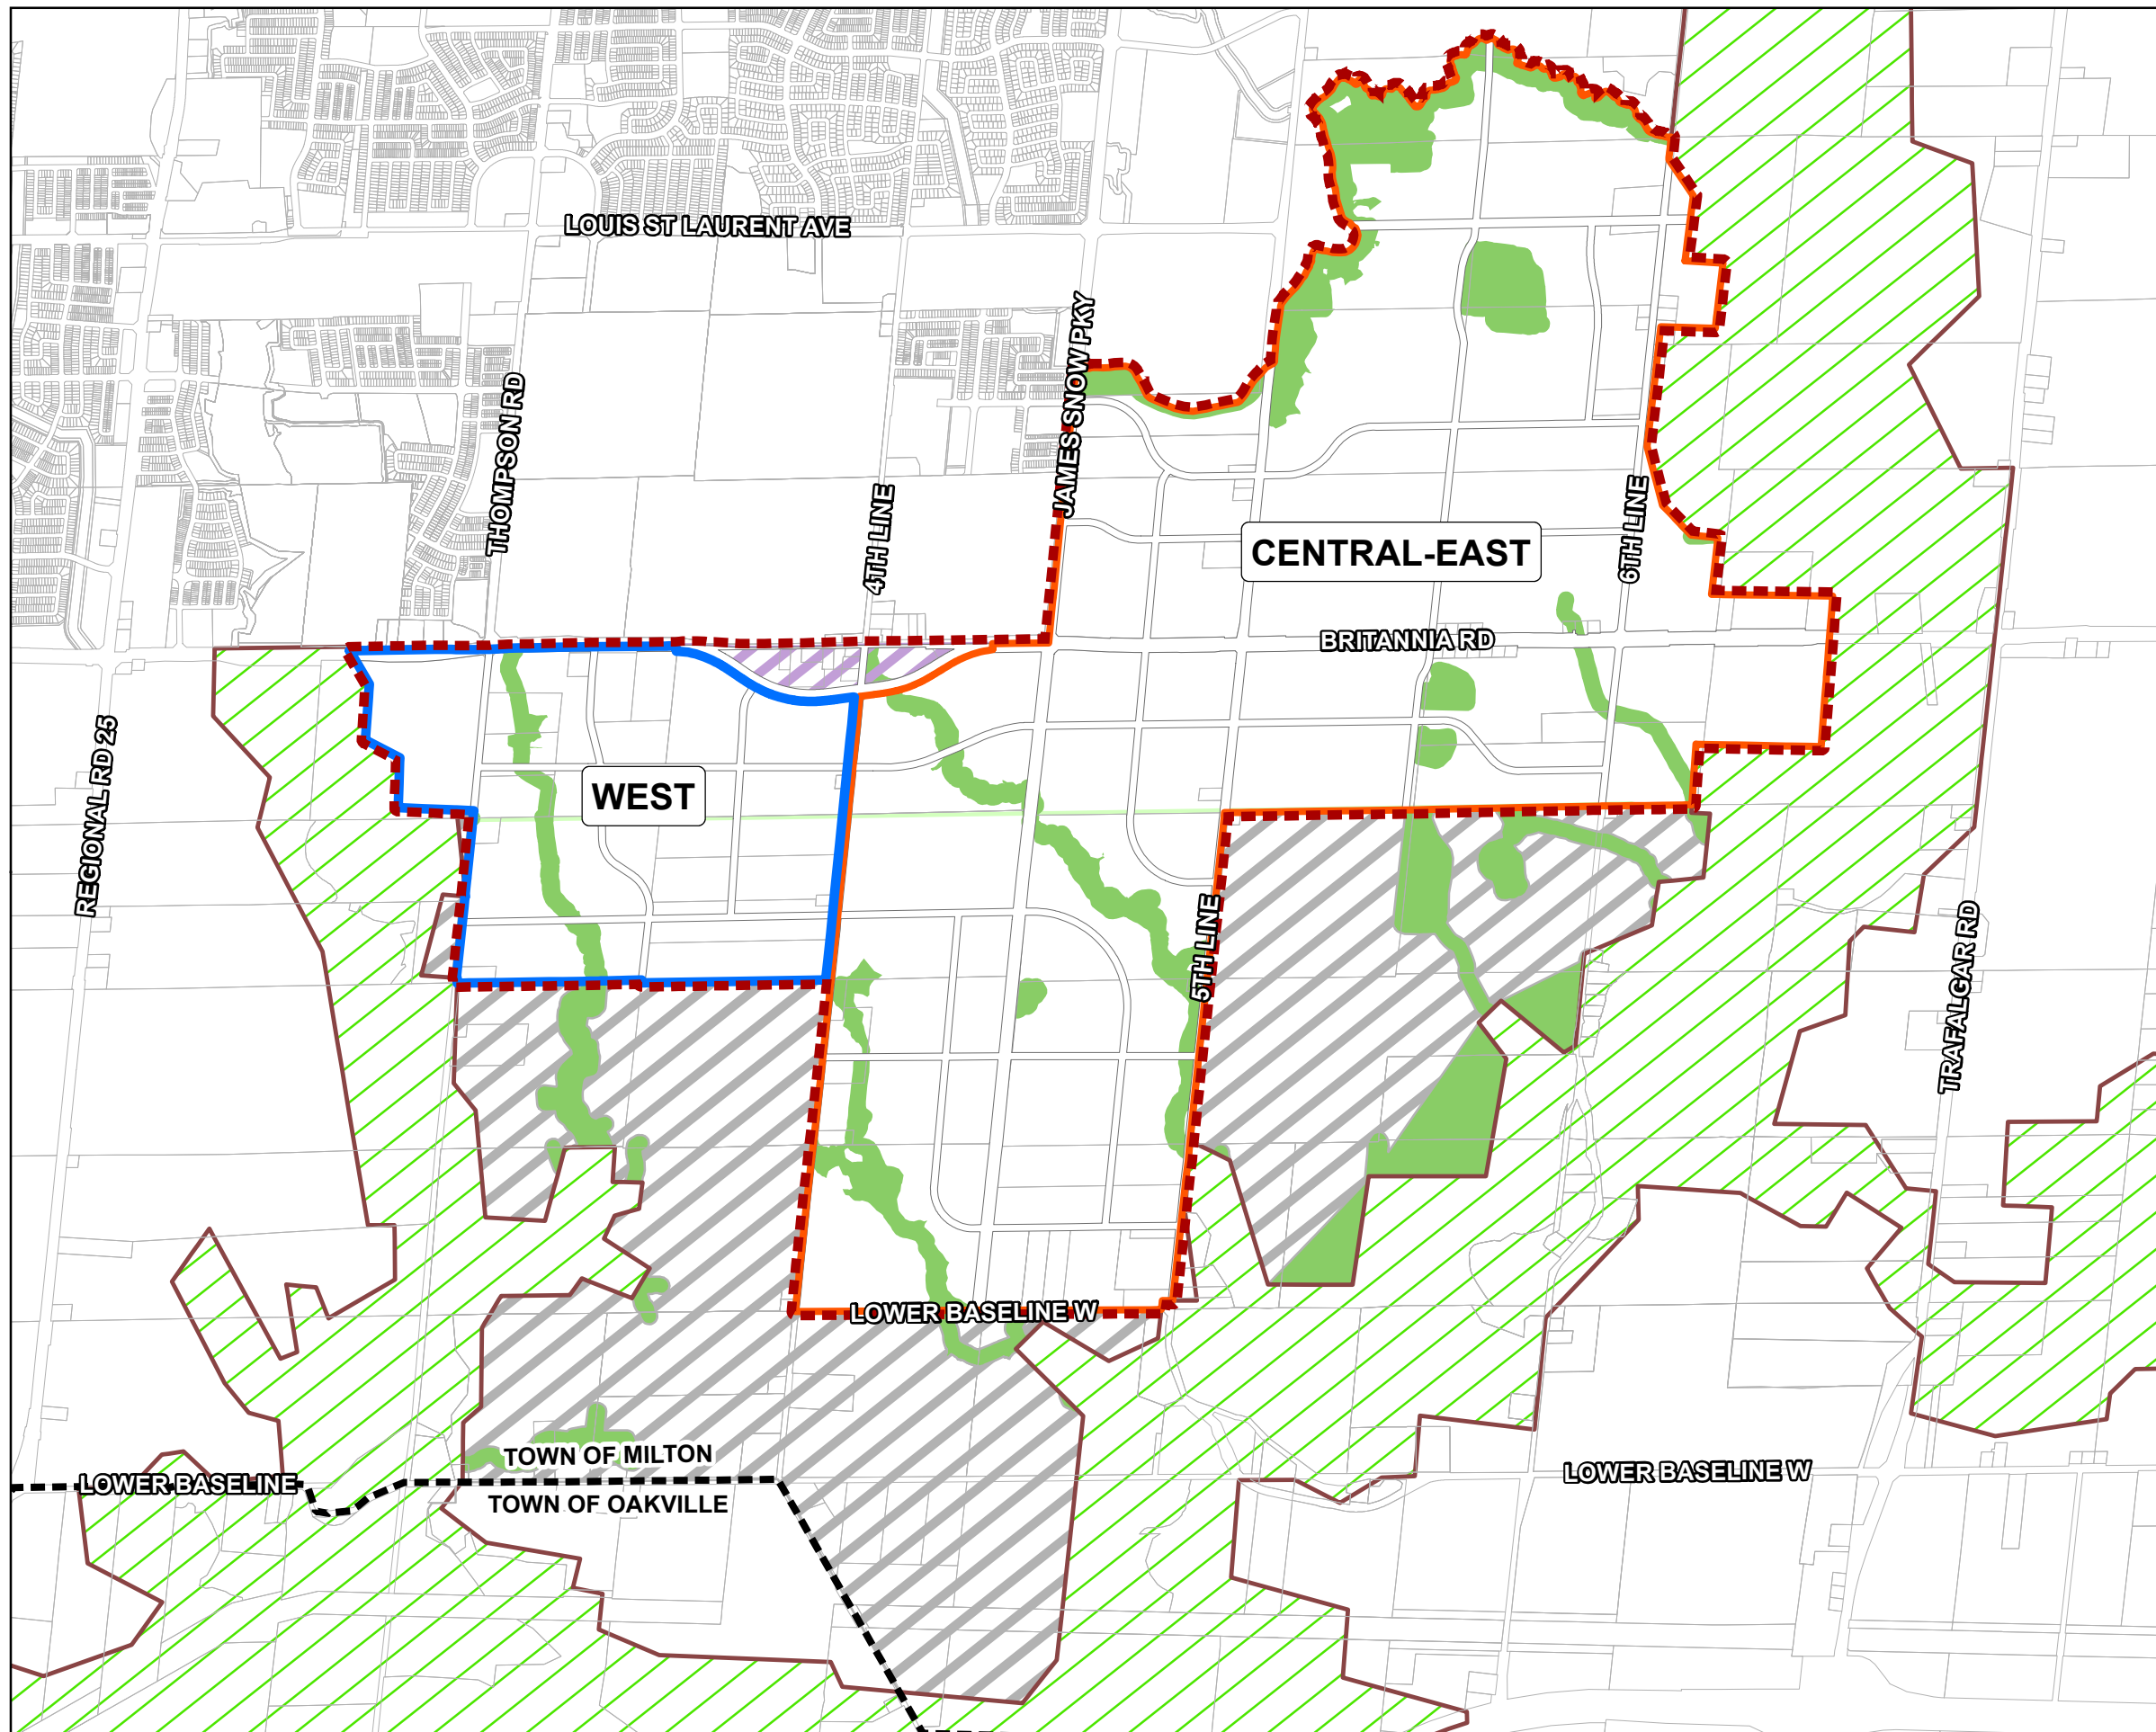 LOUIS ST LAURENT AVE
JAMES SNOW PKY
THOMPSON RD
4TH LINE
6TH LINE
CENTRAL-EAST
BRITANNIA RD
REGIONAL RD 25
WEST
5TH LINE
TRAFALGAR RD
LOWER BASELINE W
TOWN OF MILTON
LOWER BASELINE
LOWER BASELINE W
TOWN OF OAKVILLE